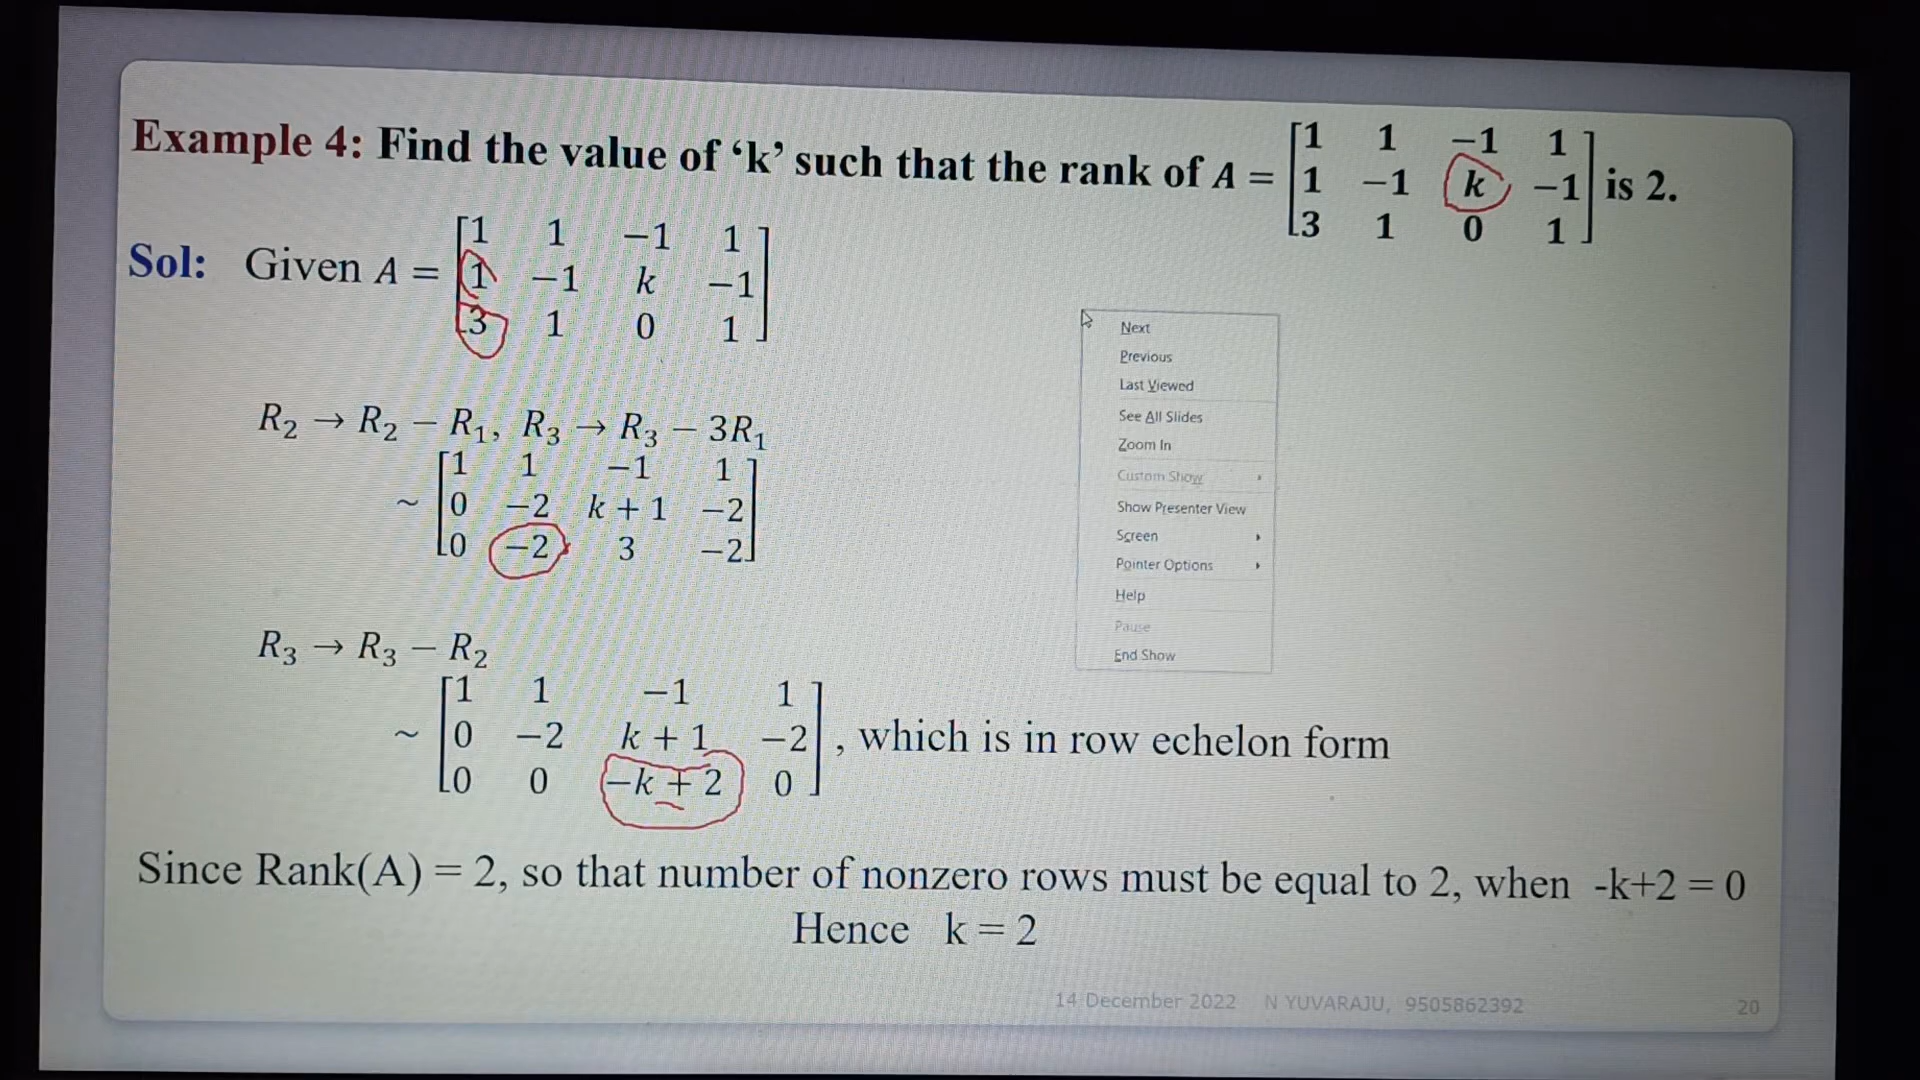 Example 4: Find the value of ‘k’ such that the rank of A = [1 1 −1 1
1 −1 k −1
3 1 0 1] is 2.
Sol: Given A = [1 1 −1 1
1 −1 k −1
3 1 0 1]
R₂ → R₂ − R₁, R₃ → R₃ − 3R₁
~ [1 1 −1 1
0 −2 k + 1 −2
0 −2 3 −2]
R₃ → R₃ − R₂
~ [1 1 −1 1
0 −2 k + 1 −2
0 0 −k + 2 0] , which is in row echelon form
Since Rank(A) = 2, so that number of nonzero rows must be equal to 2, when -k+2 = 0
Hence k = 2
Next
Previous
Last Viewed
See All Slides
Zoom In
Custom Show
Show Presenter View
Screen
Pointer Options
Help
Pause
End Show
14 December 2022 N YUVARAJU, 9505862392 20